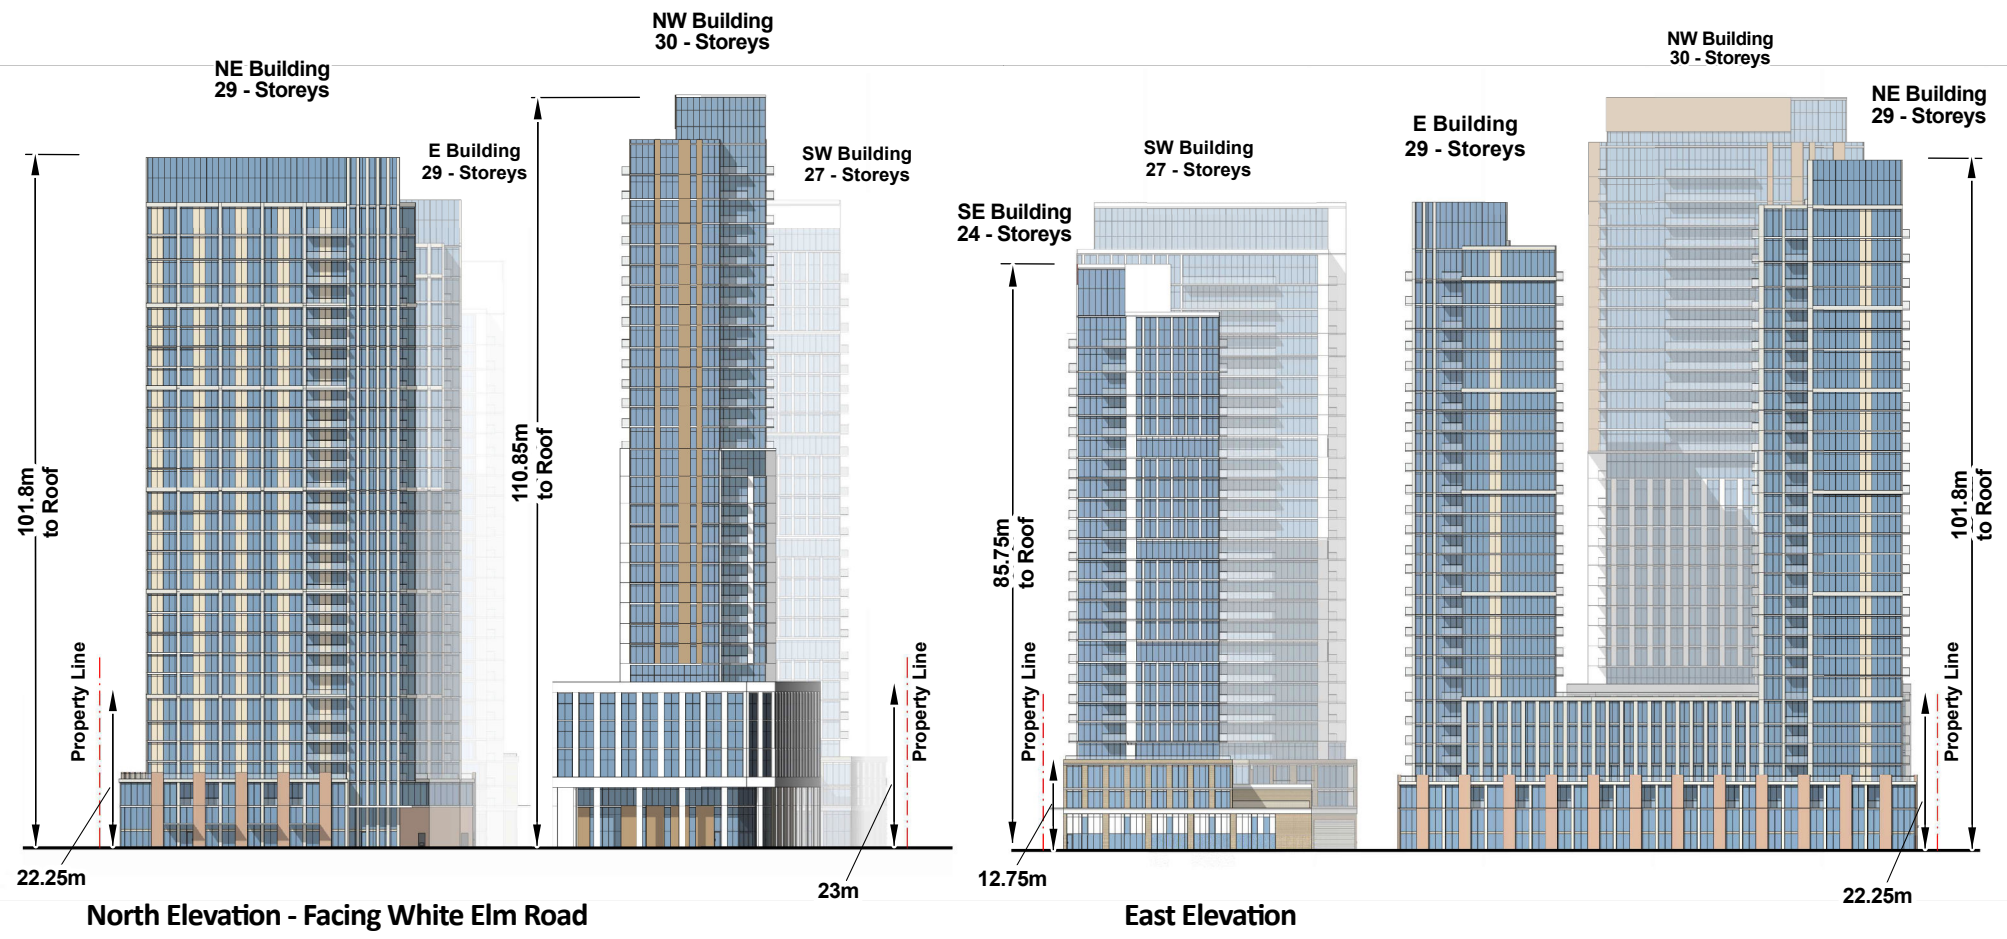 NW Building
30 - Storeys
NE Building
29 - Storeys
E Building
29 - Storeys
SW Building
27 - Storeys
101.8m
to Roof
110.85m
to Roof
Property Line
Property Line
22.25m
23m
North Elevation - Facing White Elm Road
NW Building
30 - Storeys
NE Building
29 - Storeys
E Building
29 - Storeys
SW Building
27 - Storeys
SE Building
24 - Storeys
85.75m
to Roof
101.8m
to Roof
Property Line
Property Line
12.75m
22.25m
East Elevation